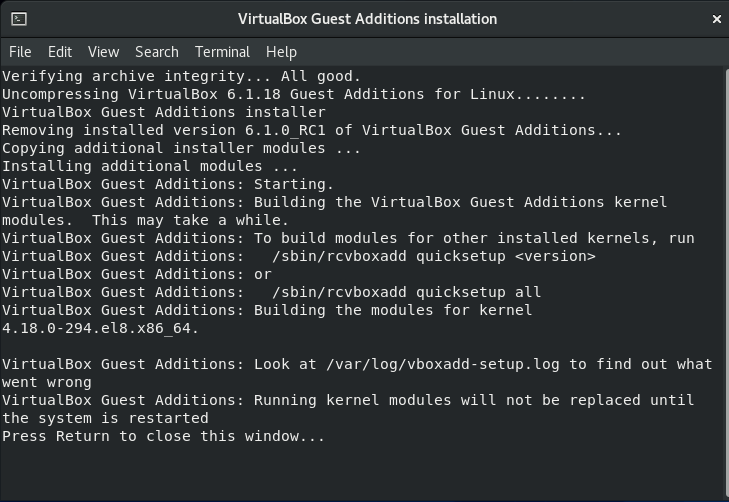 VirtualBox Guest Additions installation
File Edit View Search Terminal Help
Verifying archive integrity... All good.
Uncompressing VirtualBox 6.1.18 Guest Additions for Linux........
VirtualBox Guest Additions installer
Removing installed version 6.1.0_RC1 of VirtualBox Guest Additions...
Copying additional installer modules ...
Installing additional modules ...
VirtualBox Guest Additions: Starting.
VirtualBox Guest Additions: Building the VirtualBox Guest Additions kernel
modules.  This may take a while.
VirtualBox Guest Additions: To build modules for other installed kernels, run
VirtualBox Guest Additions:   /sbin/rcvboxadd quicksetup <version>
VirtualBox Guest Additions: or
VirtualBox Guest Additions:   /sbin/rcvboxadd quicksetup all
VirtualBox Guest Additions: Building the modules for kernel
4.18.0-294.el8.x86_64.
VirtualBox Guest Additions: Look at /var/log/vboxadd-setup.log to find out what
went wrong
VirtualBox Guest Additions: Running kernel modules will not be replaced until
the system is restarted
Press Return to close this window...